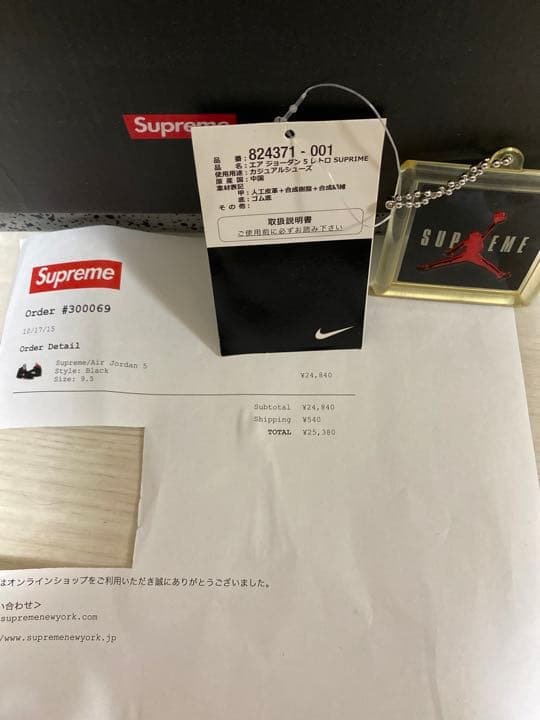 Supreme
品　番：824371 - 001
品　名：エア ジョーダン 5 レトロ SUPRIME
使用用途：カジュアルシューズ
原 産 国：中国
素材表記
甲：人工皮革＋合成樹脂＋合成繊維
底：ゴム底
そ の 他：
取扱説明書
ご使用前に必ずお読み下さい
SUPREME
Supreme
Order #300069
10/17/15
Order Detail
Supreme/Air Jordan 5
Style: Black
Size: 9.5
¥24,840
Subtotal ¥24,840
Shipping ¥540
TOTAL ¥25,380
はオンラインショップをご利用いただき誠にありがとうございました。
い合わせ＞
supremenewyork.com
/www.supremenewyork.jp